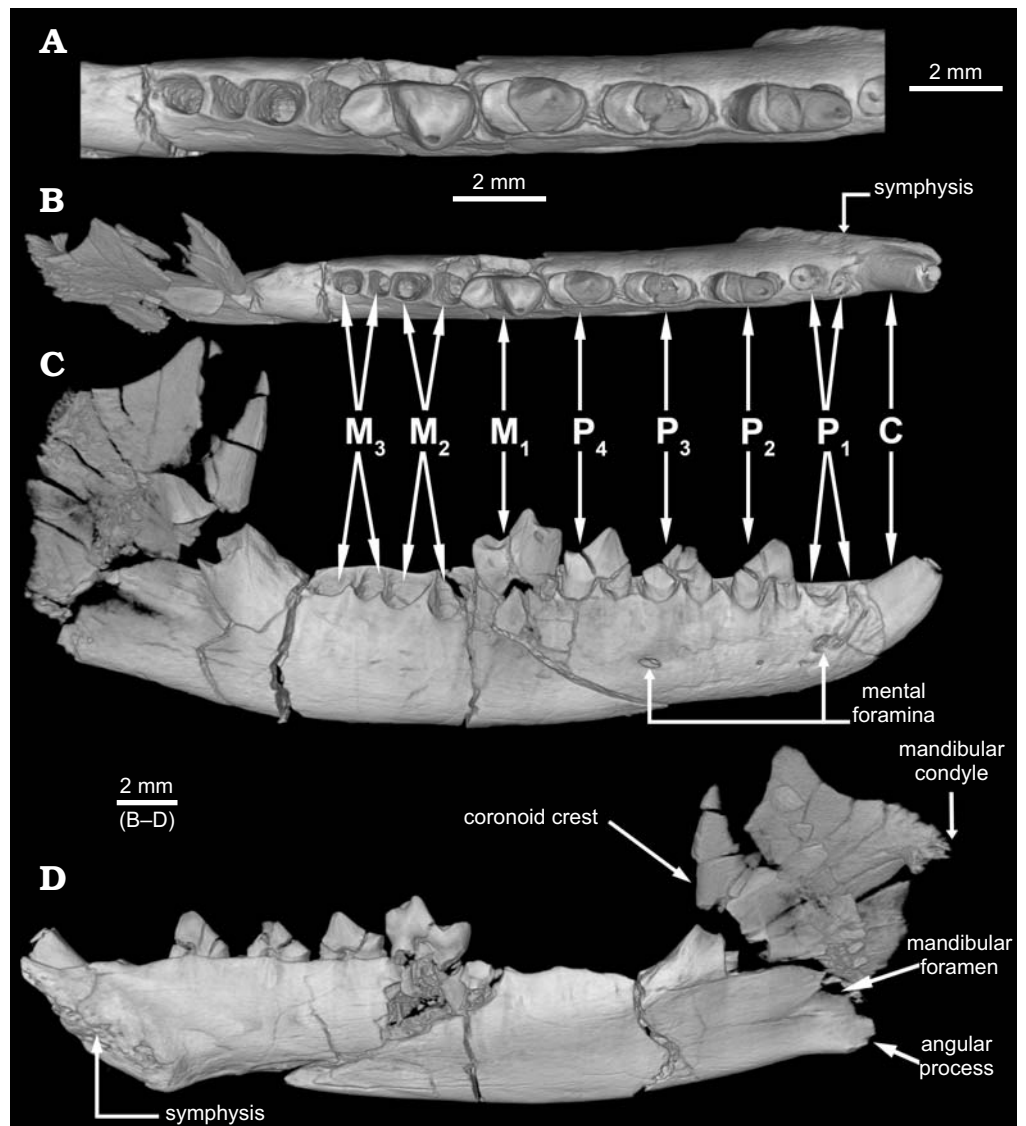 A
2 mm
2 mm
B
symphysis
C
M3 M2 M1 P4 P3 P2 P1 C
mental
foramina
mandibular
condyle
2 mm
(B–D)
coronoid crest
D
mandibular
foramen
angular
process
symphysis